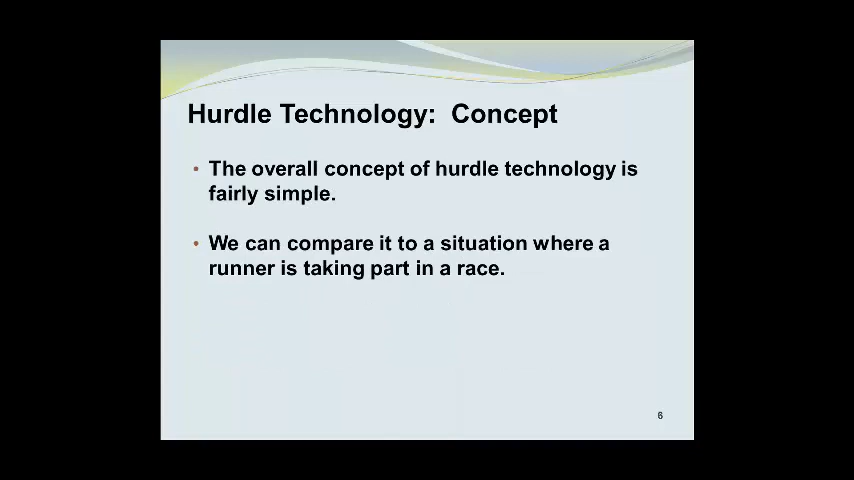 Hurdle Technology:  Concept
• The overall concept of hurdle technology is
fairly simple.
• We can compare it to a situation where a
runner is taking part in a race.
6